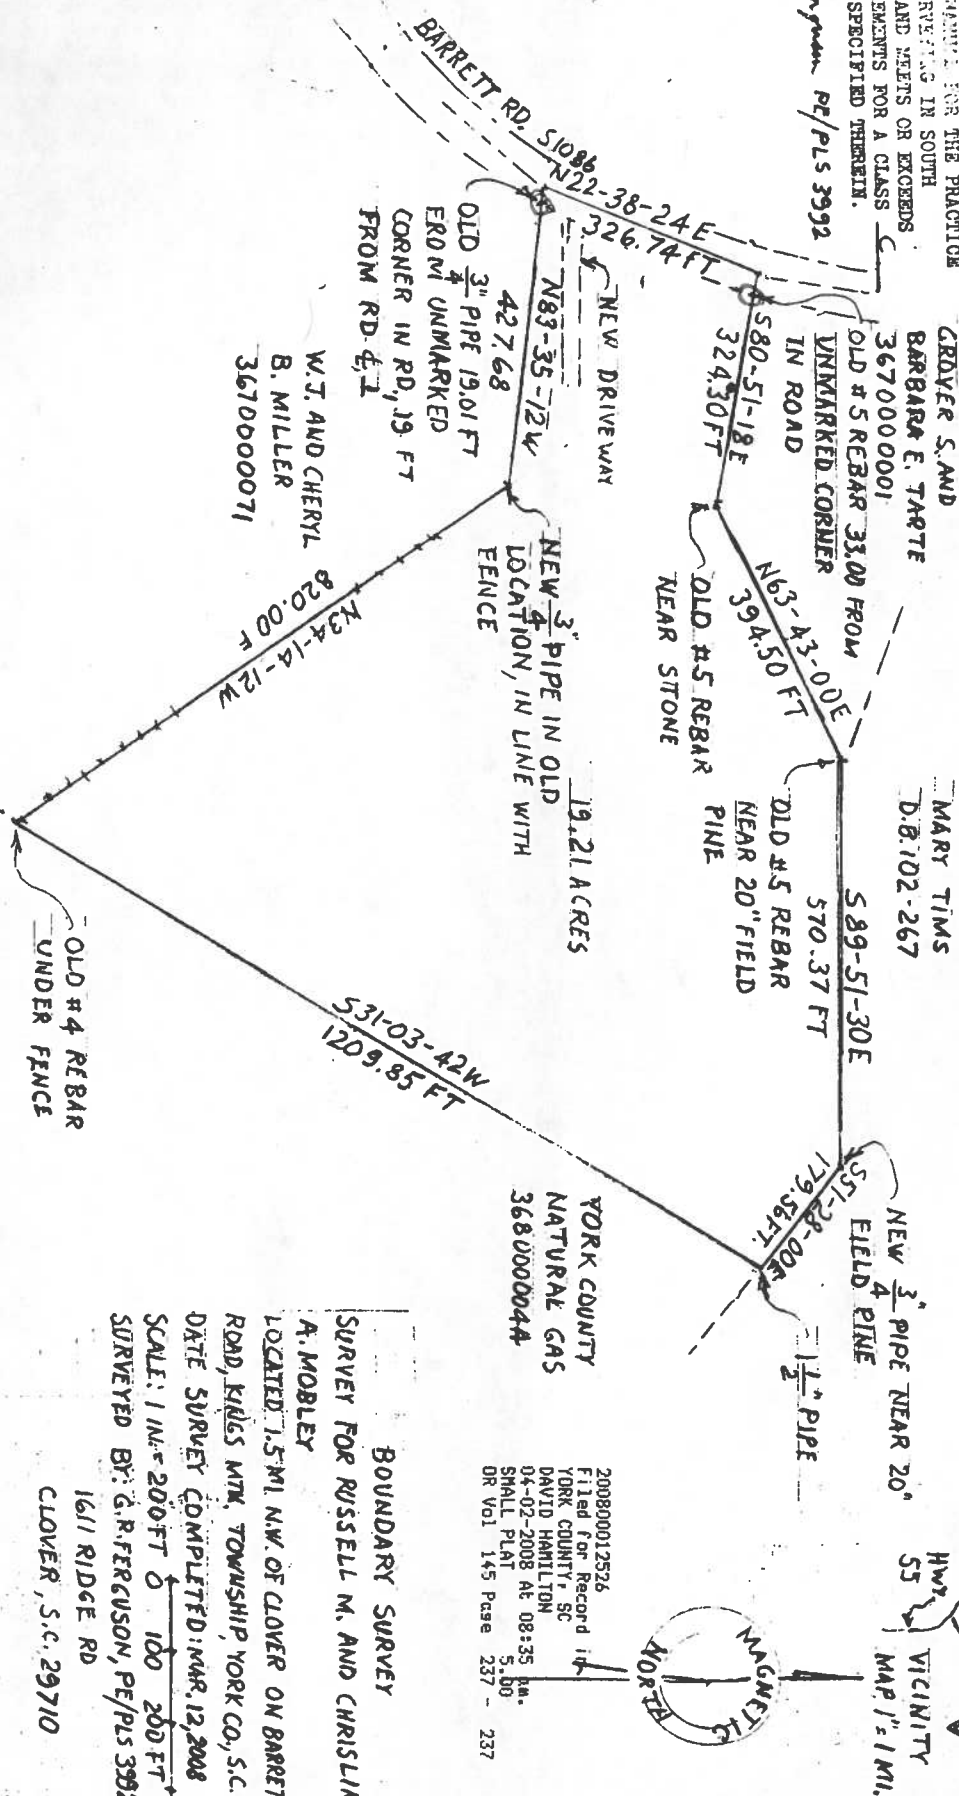 FOR THE PRACTICE
IN SOUTH
AND MEETS OR EXCEEDS
EMENTS FOR A CLASS C
SPECIFIED THEREIN.
PE/PLS 3992
GROVER S. AND
BARBARA E. TARTE
3670000001
OLD #5 REBAR 33.00 FROM
UNMARKED CORNER
IN ROAD
MARY TIMS
D.B. 102-267
HWY.
55
VICINITY
MAP, 1"=1 MI.
BARRETT RD. S1086
N22-38-24E
326.74 FT
S80-51-18E
324.30 FT
N63-43-00E
394.50 FT
S89-51-30E
570.37 FT
S51-28-00E
179.56 FT.
NEW 3/4" PIPE NEAR 20"
FIELD PINE
1 1/2" PIPE
OLD #5 REBAR
NEAR 20" FIELD
PINE
OLD #5 REBAR
NEAR STONE
NEW DRIVEWAY
N83-35-12W
427.68
OLD 3/4" PIPE 19.01 FT
FROM UNMARKED
CORNER IN RD, 19 FT
FROM RD.
NEW 3/4" PIPE IN OLD
LOCATION, IN LINE WITH
FENCE
19.21 ACRES
W.J. AND CHERYL
B. MILLER
3670000071
N34-14-12W
820.00 F
S31-03-42W
1209.85 FT
OLD #4 REBAR
UNDER FENCE
YORK COUNTY
NATURAL GAS
3680000044
MAGNETIC
NORTH
200800012526
Filed for Record in
YORK COUNTY, SC
DAVID HAMILTON
04-02-2008 At 08:35 am.
SMALL PLAT 5.00
OR Vol 145 Page 237 - 237
BOUNDARY SURVEY
SURVEY FOR RUSSELL M. AND CHRISLIN
A. MOBLEY
LOCATED 1.5 MI. N.W. OF CLOVER ON BARRET
ROAD, KINGS MTN. TOWNSHIP, YORK CO., S.C.
DATE SURVEY COMPLETED: MAR. 12, 2008
SCALE: 1 IN.= 200 FT 0 100 200 FT
SURVEYED BY: G.R. FERGUSON, PE/PLS 3992
1611 RIDGE RD
CLOVER, S.C. 29710